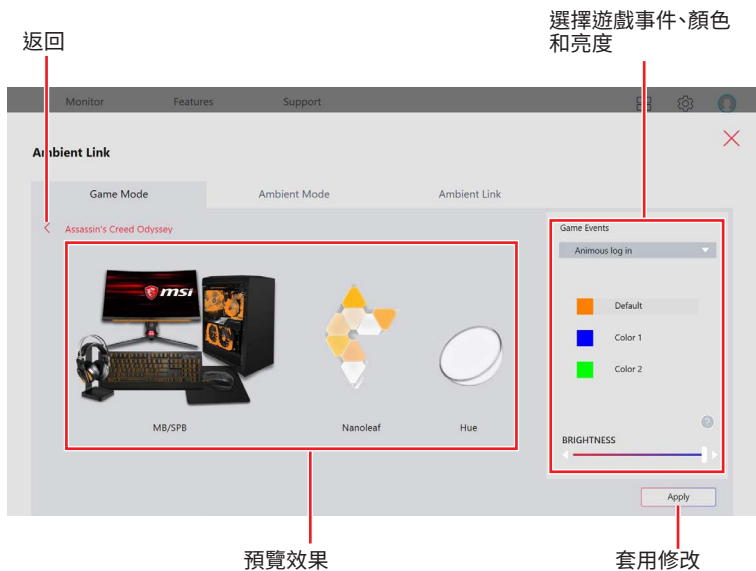 選擇遊戲事件、顏色
和亮度
返回
Monitor Features Support
Ambient Link
Game Mode Ambient Mode Ambient Link
Assassin's Creed Odyssey
Game Events
Animous log in
msi
Default
Color 1
Color 2
MB/SPB Nanoleaf Hue
?
BRIGHTNESS
Apply
預覽效果 套用修改